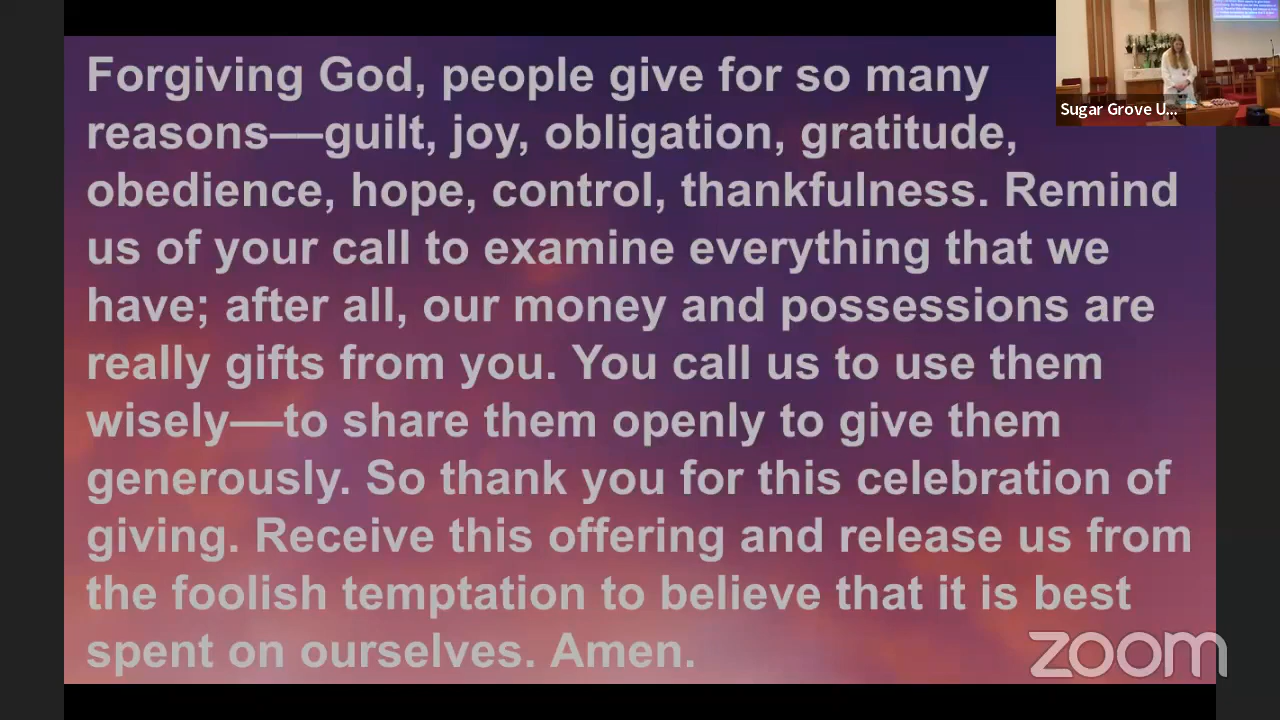 Forgiving God, people give for so many
reasons—guilt, joy, obligation, gratitude,
obedience, hope, control, thankfulness. Remind
us of your call to examine everything that we
have; after all, our money and possessions are
really gifts from you. You call us to use them
wisely—to share them openly to give them
generously. So thank you for this celebration of
giving. Receive this offering and release us from
the foolish temptation to believe that it is best
spent on ourselves. Amen.
Sugar Grove U...
zoom